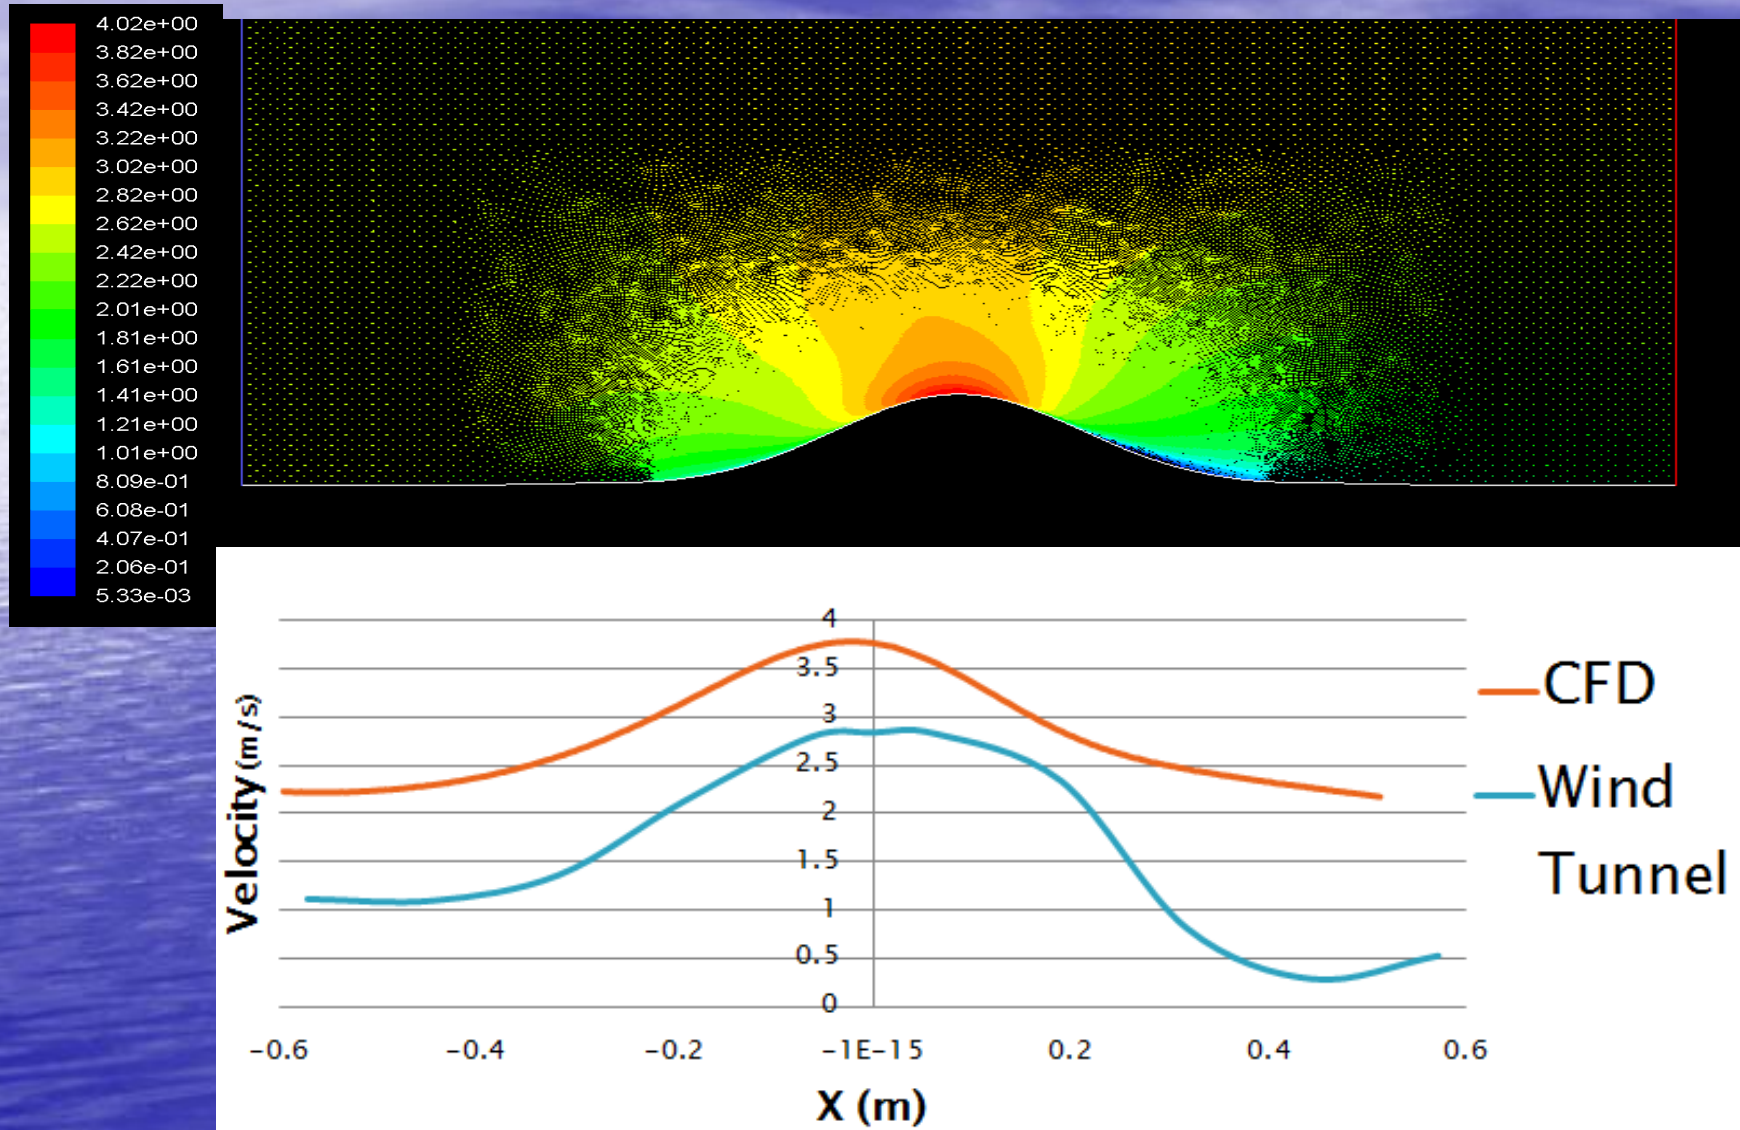 4.02e+00
3.82e+00
3.62e+00
3.42e+00
3.22e+00
3.02e+00
2.82e+00
2.62e+00
2.42e+00
2.22e+00
2.01e+00
1.81e+00
1.61e+00
1.41e+00
1.21e+00
1.01e+00
8.09e-01
6.08e-01
4.07e-01
2.06e-01
5.33e-03
4
3.5
3
2.5
2
1.5
1
0.5
0
Velocity (m/s)
-0.6 -0.4 -0.2 -1E-15 0.2 0.4 0.6
X (m)
CFD
Wind
Tunnel